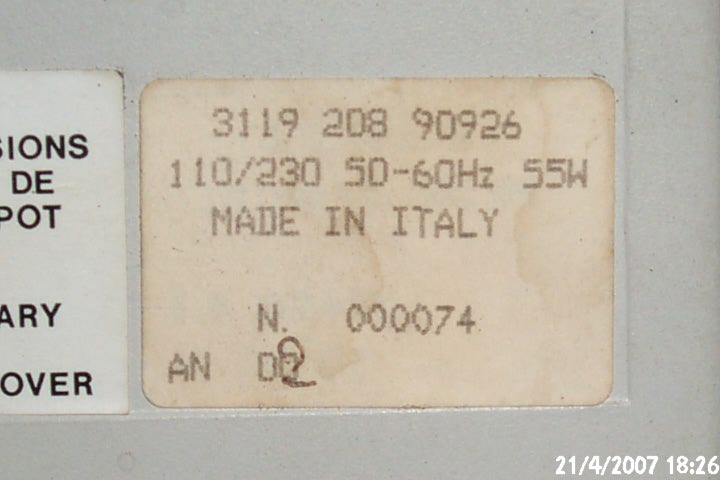 SIONS
DE
POT
ARY
OVER
3119 208 90926
110/230 50-60Hz 55W
MADE IN ITALY
N. 000074
AN
21/4/2007 18:26